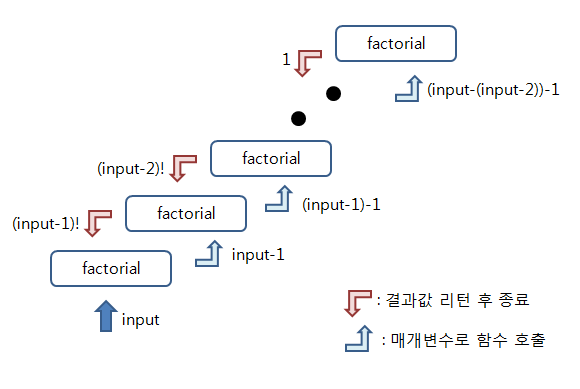 factorial
1
(input-(input-2))-1
factorial
(input-2)!
(input-1)-1
factorial
(input-1)!
input-1
factorial
input
: 결과값 리턴 후 종료
: 매개변수로 함수 호출